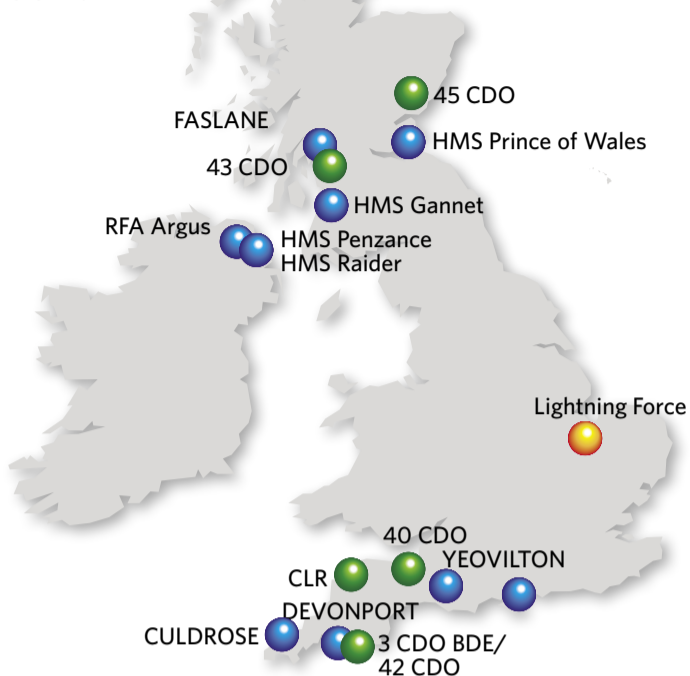 45 CDO
FASLANE
HMS Prince of Wales
43 CDO
HMS Gannet
RFA Argus
HMS Penzance
HMS Raider
Lightning Force
40 CDO
YEOVILTON
CLR
DEVONPORT
CULDROSE
3 CDO BDE/
42 CDO